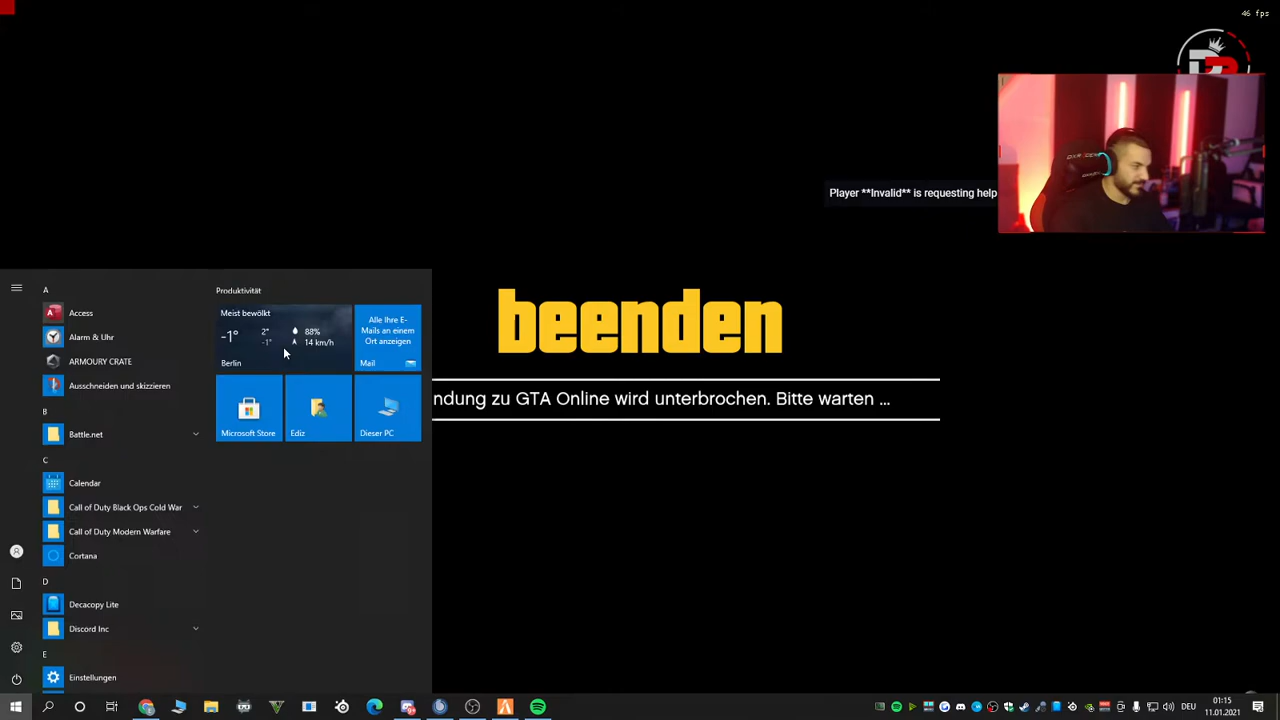 46 fps
Player **Invalid** is requesting help
A
Access
Alarm & Uhr
ARMOURY CRATE
Ausschneiden und skizzieren
B
Battle.net
C
Calendar
Call of Duty Black Ops Cold War
Call of Duty Modern Warfare
Cortana
D
Decacopy Lite
Discord Inc
E
Einstellungen
Produktivität
Meist bewölkt
-1°
2°
-1°
88%
14 km/h
Berlin
Alle Ihre E-
Mails an einem
Ort anzeigen
Mail
Microsoft Store
Ediz
Dieser PC
beenden
ndung zu GTA Online wird unterbrochen. Bitte warten ...
DEU
01:15
11.01.2021